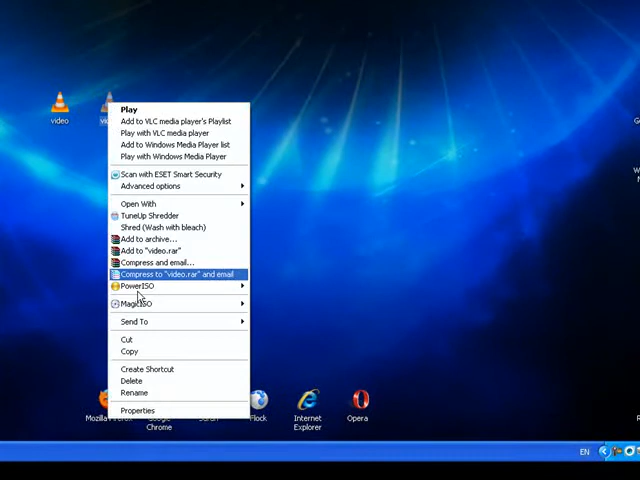 video
Play
Add to VLC media player's Playlist
Play with VLC media player
Add to Windows Media Player list
Play with Windows Media Player
Scan with ESET Smart Security
Advanced options
Open With
TuneUp Shredder
Shred (Wash with bleach)
Add to archive...
Add to "video.rar"
Compress and email...
Compress to "video.rar" and email
PowerISO
MagicISO
Send To
Cut
Copy
Create Shortcut
Delete
Rename
Properties
Mozilla Firefox
Chrome
Flock
Internet
Explorer
Opera
EN